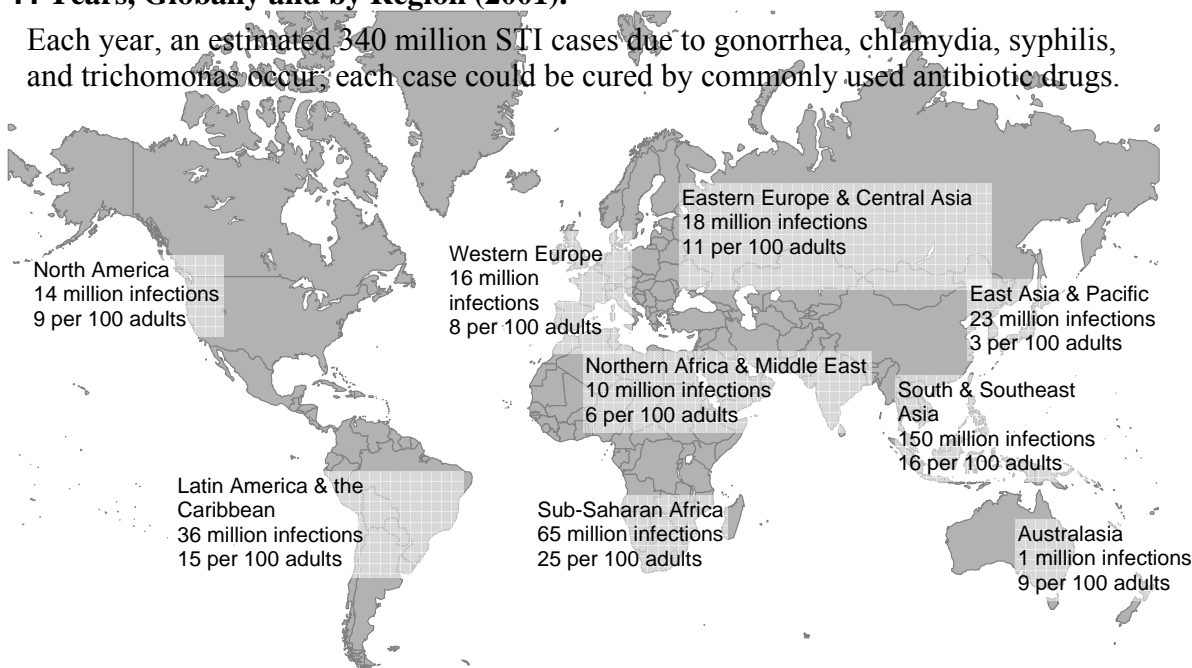 Years, Globally and by Region (2001).
Each year, an estimated 340 million STI cases due to gonorrhea, chlamydia, syphilis,
and trichomonas occur; each case could be cured by commonly used antibiotic drugs.
Eastern Europe & Central Asia
18 million infections
11 per 100 adults
Western Europe
16 million
infections
8 per 100 adults
North America
14 million infections
9 per 100 adults
East Asia & Pacific
23 million infections
3 per 100 adults
Northern Africa & Middle East
10 million infections
6 per 100 adults
South & Southeast
Asia
150 million infections
16 per 100 adults
Latin America & the
Caribbean
36 million infections
15 per 100 adults
Sub-Saharan Africa
65 million infections
25 per 100 adults
Australasia
1 million infections
9 per 100 adults